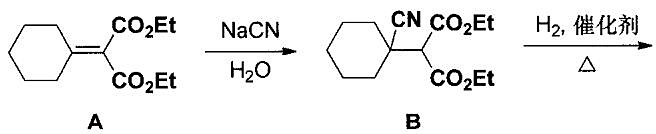 CO₂Et
CO₂Et
A
NaCN
H₂O
CN CO₂Et
CO₂Et
B
H₂, 催化剂
△